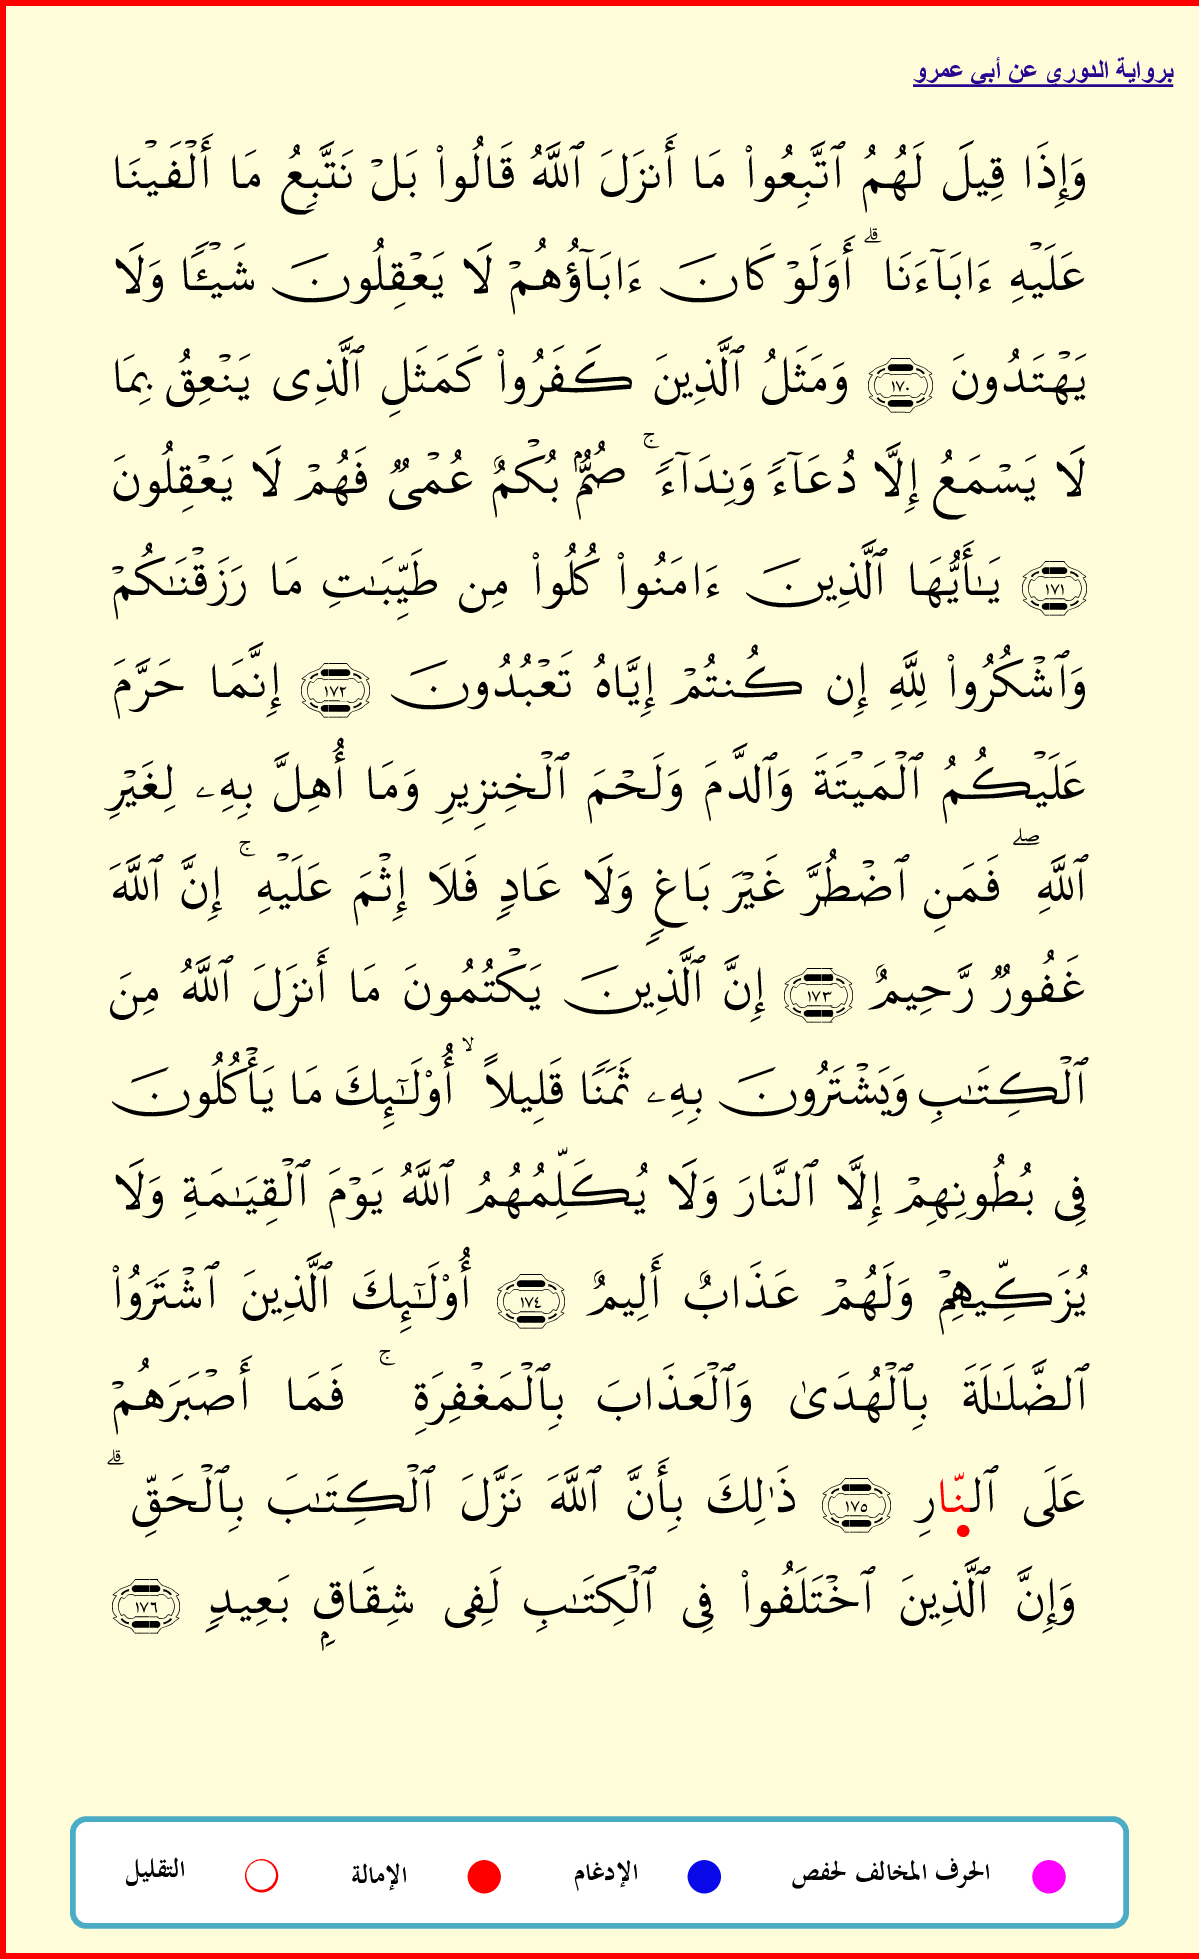 برواية الدوري عن أبي عمرو
وَإِذَا قِيلَ لَهُمُ ٱتَّبِعُواْ مَا أَنزَلَ ٱللَّهُ قَالُواْ بَلْ نَتَّبِعُ مَا أَلْفَيْنَا
عَلَيْهِ ءَابَآءَنَا ۗ أَوَلَوْ كَانَ ءَابَآؤُهُمْ لَا يَعْقِلُونَ شَيْـًٔا وَلَا
يَهْتَدُونَ ١٧٠ وَمَثَلُ ٱلَّذِينَ كَفَرُواْ كَمَثَلِ ٱلَّذِى يَنْعِقُ بِمَا
لَا يَسْمَعُ إِلَّا دُعَآءً وَنِدَآءً ۚ صُمٌّۢ بُكْمٌ عُمْىٌ فَهُمْ لَا يَعْقِلُونَ
١٧١ يَـٰأَيُّهَا ٱلَّذِينَ ءَامَنُواْ كُلُواْ مِن طَيِّبَـٰتِ مَا رَزَقْنَـٰكُمْ
وَٱشْكُرُواْ لِلَّهِ إِن كُنتُمْ إِيَّاهُ تَعْبُدُونَ ١٧٢ إِنَّمَا حَرَّمَ
عَلَيْكُمُ ٱلْمَيْتَةَ وَٱلدَّمَ وَلَحْمَ ٱلْخِنزِيرِ وَمَا أُهِلَّ بِهِۦ لِغَيْرِ
ٱللَّهِ ۖ فَمَنِ ٱضْطُرَّ غَيْرَ بَاغٍ وَلَا عَادٍ فَلَا إِثْمَ عَلَيْهِ ۚ إِنَّ ٱللَّهَ
غَفُورٌ رَّحِيمٌ ١٧٣ إِنَّ ٱلَّذِينَ يَكْتُمُونَ مَا أَنزَلَ ٱللَّهُ مِنَ
ٱلْكِتَـٰبِ وَيَشْتَرُونَ بِهِۦ ثَمَنًا قَلِيلاً ۙ أُوْلَـٰٓئِكَ مَا يَأْكُلُونَ
فِى بُطُونِهِمْ إِلَّا ٱلنَّارَ وَلَا يُكَلِّمُهُمُ ٱللَّهُ يَوْمَ ٱلْقِيَـٰمَةِ وَلَا
يُزَكِّيهِمْ وَلَهُمْ عَذَابٌ أَلِيمٌ ١٧٤ أُوْلَـٰٓئِكَ ٱلَّذِينَ ٱشْتَرَوُاْ
ٱلضَّلَـٰلَةَ بِٱلْهُدَىٰ وَٱلْعَذَابَ بِٱلْمَغْفِرَةِ ۚ فَمَا أَصْبَرَهُمْ
عَلَى ٱلنّارِ ١٧٥ ذَٰلِكَ بِأَنَّ ٱللَّهَ نَزَّلَ ٱلْكِتَـٰبَ بِٱلْحَقِّ ۗ
وَإِنَّ ٱلَّذِينَ ٱخْتَلَفُواْ فِى ٱلْكِتَـٰبِ لَفِى شِقَاقٍۭ بَعِيدٍ ١٧٦
الحرف المخالف لحفص الإدغام الإمالة التقليل